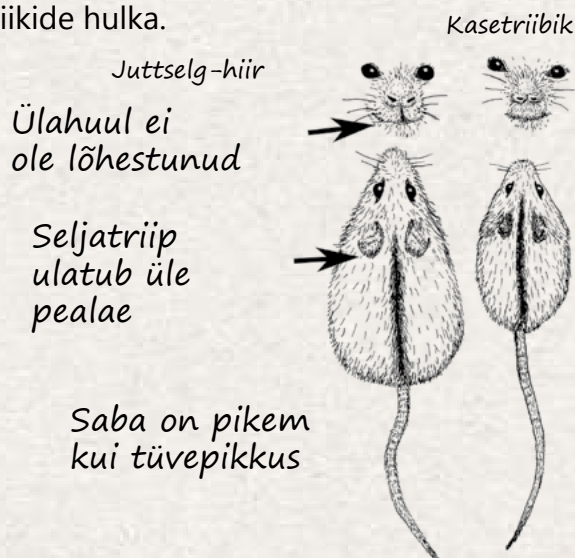 iikide hulka.
Kasetriibik
Juttselg-hiir
Ülahuul ei
ole lõhestunud
Seljatriip
ulatub üle
pealae
Saba on pikem
kui tüvepikkus